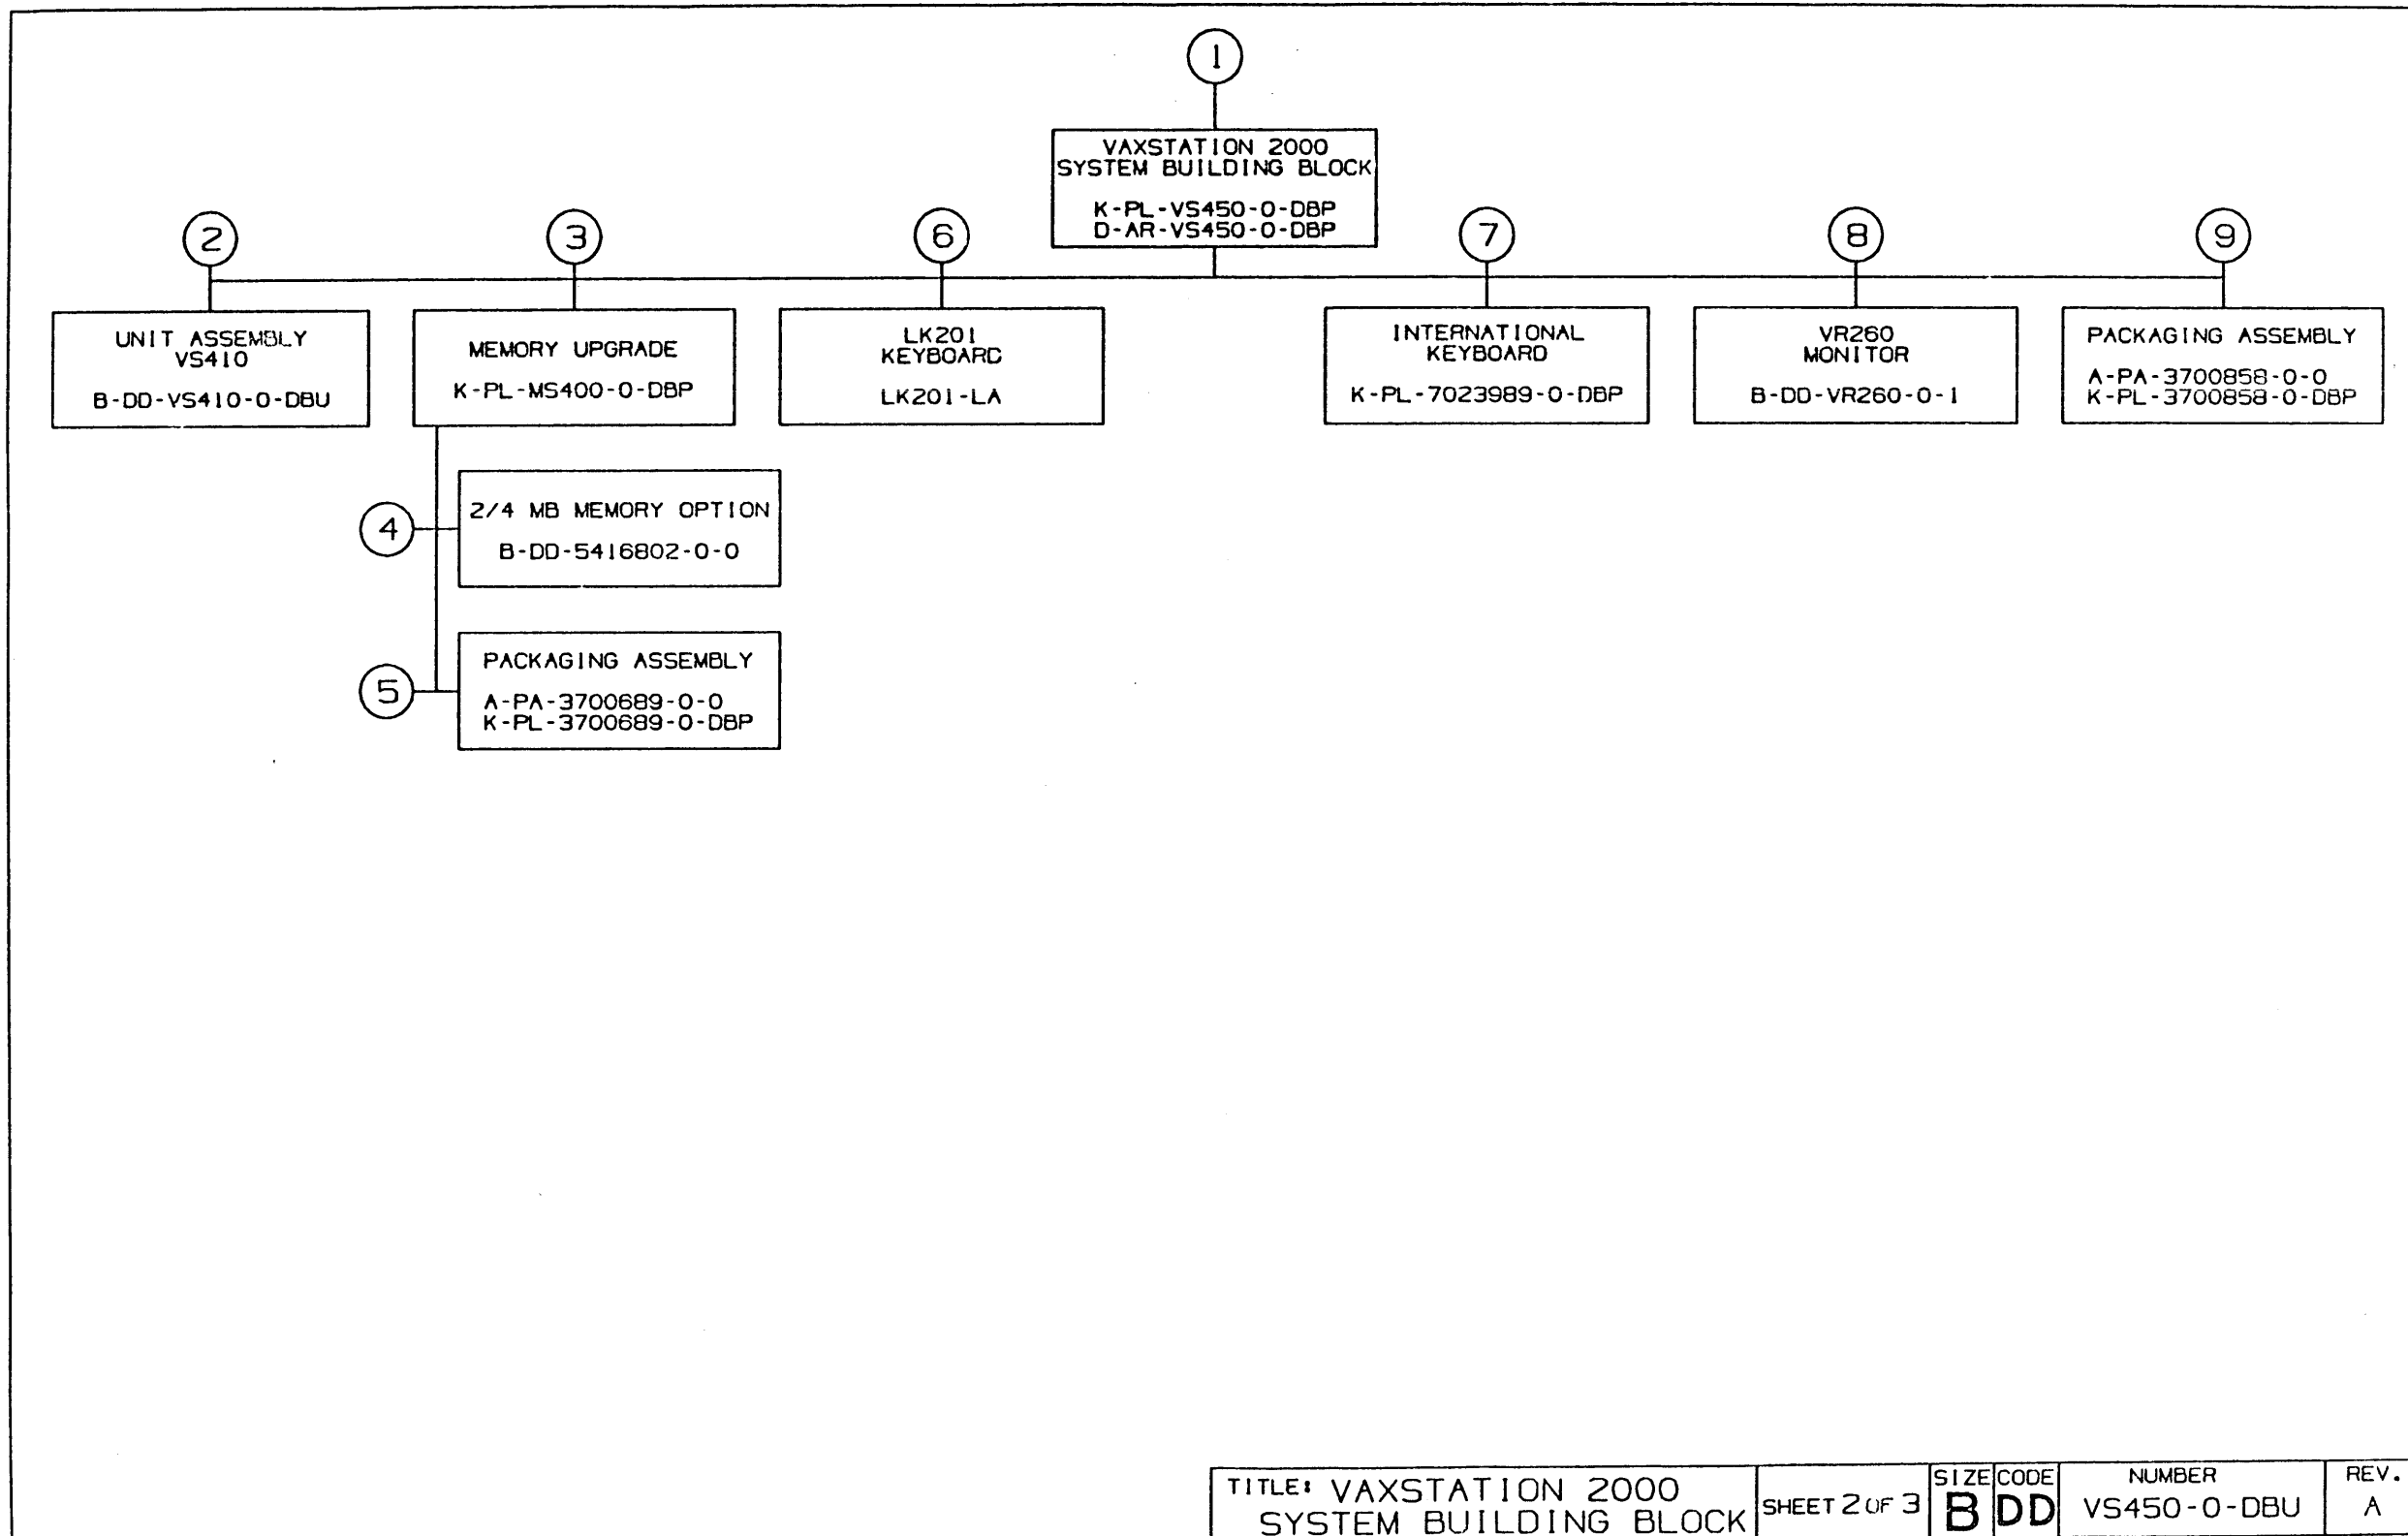 1
VAXSTATION 2000
SYSTEM BUILDING BLOCK
K-PL-VS450-0-DBP
D-AR-VS450-0-DBP
2
UNIT ASSEMBLY
VS410
B-DD-VS410-0-DBU
3
MEMORY UPGRADE
K-PL-MS400-0-DBP
6
LK201
KEYBOARD
LK201-LA
7
INTERNATIONAL
KEYBOARD
K-PL-7023989-0-DBP
8
VR260
MONITOR
B-DD-VR260-0-1
9
PACKAGING ASSEMBLY
A-PA-3700858-0-0
K-PL-3700858-0-DBP
4
2/4 MB MEMORY OPTION
B-DD-5416802-0-0
5
PACKAGING ASSEMBLY
A-PA-3700689-0-0
K-PL-3700689-0-DBP
TITLE: VAXSTATION 2000
SYSTEM BUILDING BLOCK
SHEET 2 OF 3
SIZE
B
CODE
DD
NUMBER
VS450-0-DBU
REV.
A